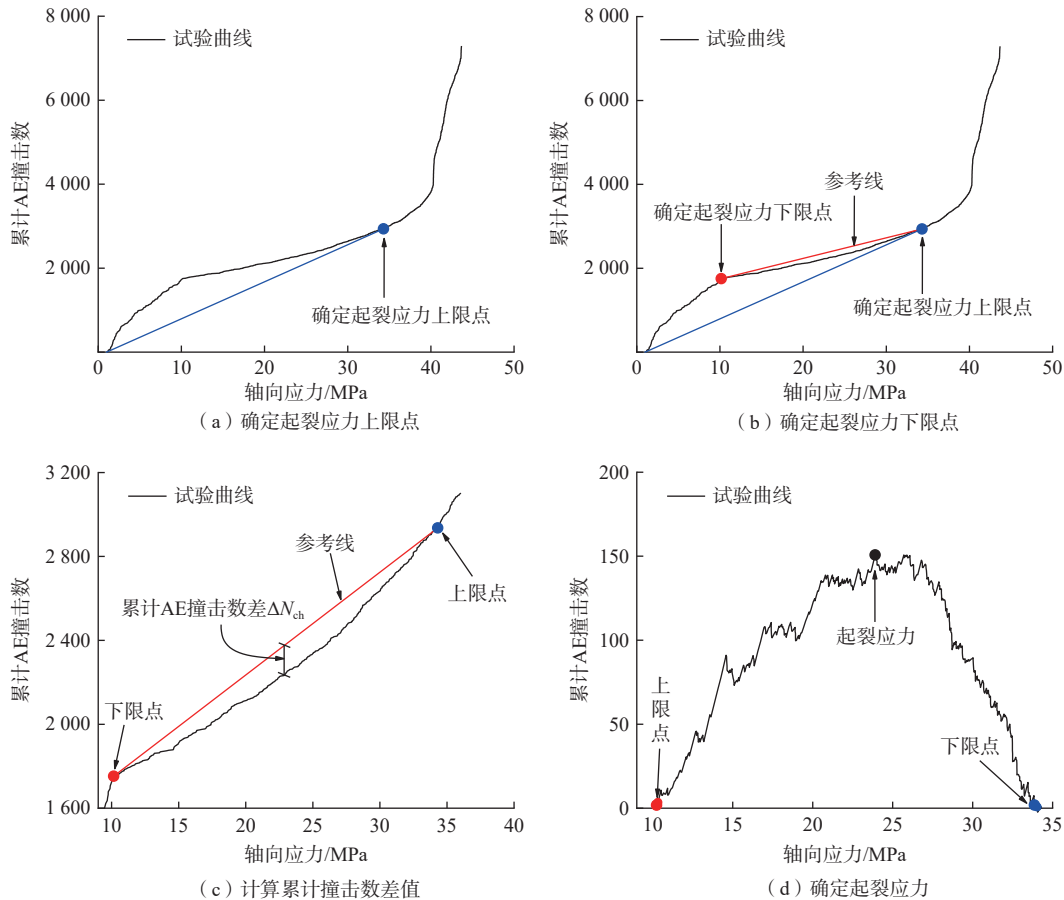 8 000
6 000
4 000
2 000
0
10
20
30
40
50
累计AE撞击数
轴向应力/MPa
试验曲线
确定起裂应力上限点
（a）确定起裂应力上限点
8 000
6 000
4 000
2 000
0
10
20
30
40
50
累计AE撞击数
轴向应力/MPa
试验曲线
参考线
确定起裂应力下限点
确定起裂应力上限点
（b）确定起裂应力下限点
3 200
2 800
2 400
2 000
1 600
10
15
20
25
30
35
40
累计AE撞击数
轴向应力/MPa
试验曲线
参考线
上限点
累计AE撞击数差ΔNch
下限点
（c）计算累计撞击数差值
200
150
100
50
0
10
15
20
25
30
35
累计AE撞击数
轴向应力/MPa
试验曲线
起裂应力
上限点
下限点
（d）确定起裂应力